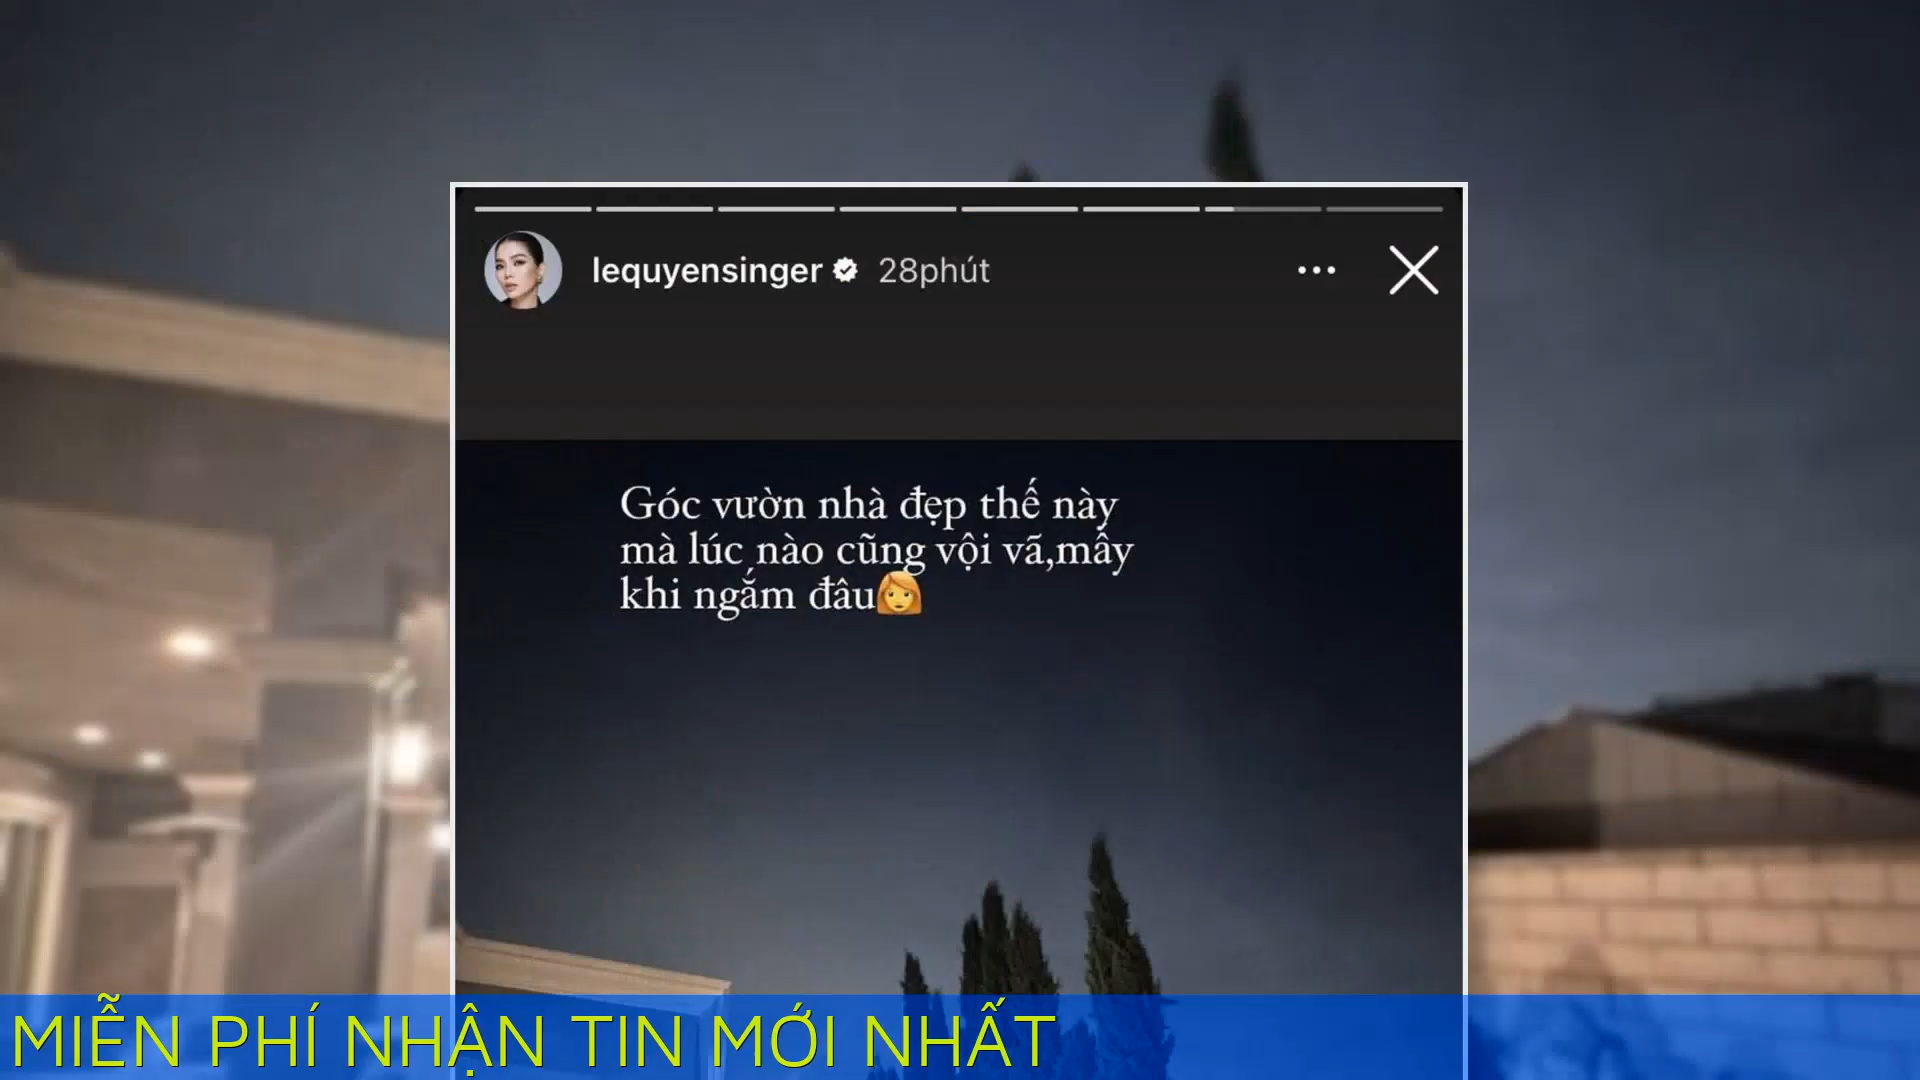 lequyensinger 28phút
Góc vườn nhà đẹp thế này
mà lúc nào cũng vội vã,mấy
khi ngắm đâu
MIỄN PHÍ NHẬN TIN MỚI NHẤT